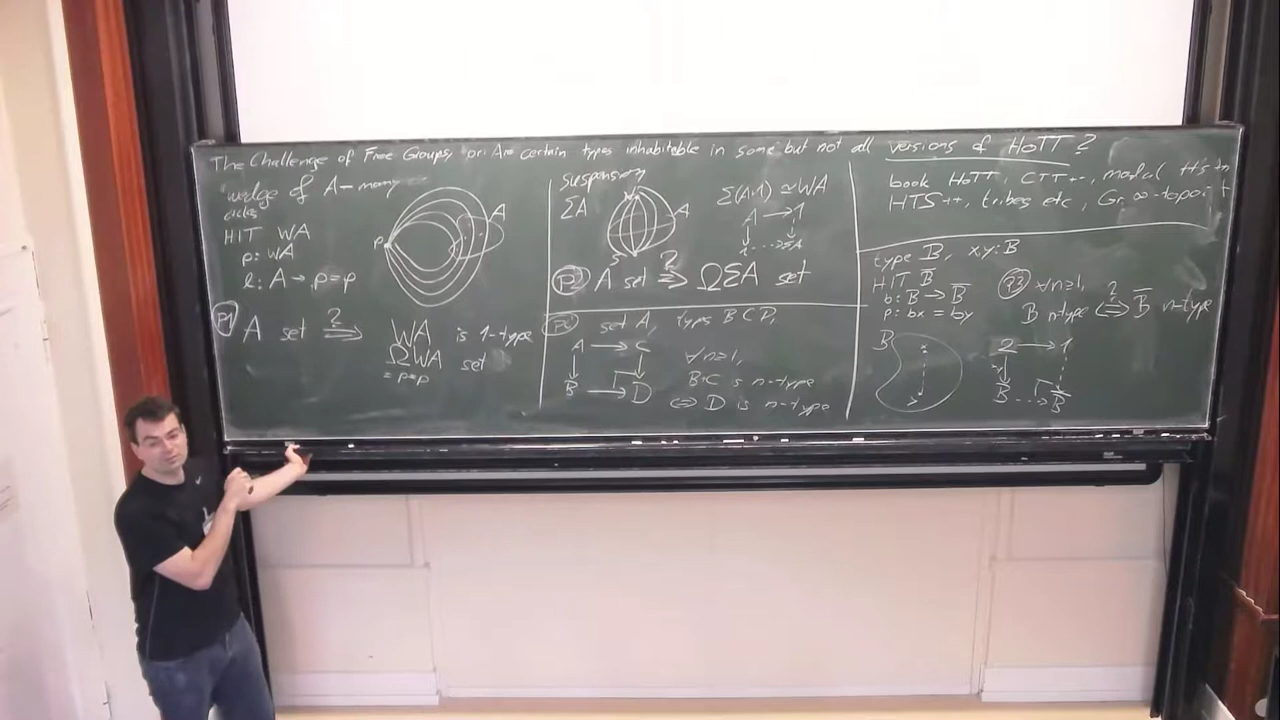 The Challenge of Free Groups, or: Are certain types inhabitable in some but not all versions of HoTT?
"wedge of A-many
HIT WA
p: WA
l: A → p=p
p
A
P1
A set ?⇒ WA is 1-type
ΩWA set
= p=p
suspension
ΣA
N
S
A
Σ(A+1) ≃ WA
A → 1
1 ⇢ ΣA
P2 A set ?⇒ ΩΣA set
set A, types B C D,
A → C
B → D
∀n≥1,
B+C is n-type
⇔ D is n-type
book HoTT, CTT++, modal
HTS++, tribes etc, Gr. ∞-topoi
type B, x,y:B
HIT B̅
b: B → B̅
p: bx = by
P3 ∀n≥1,
B n-type ?⇔ B̅ n-type
B
x
y
2 → 1
B ⇢ B̅